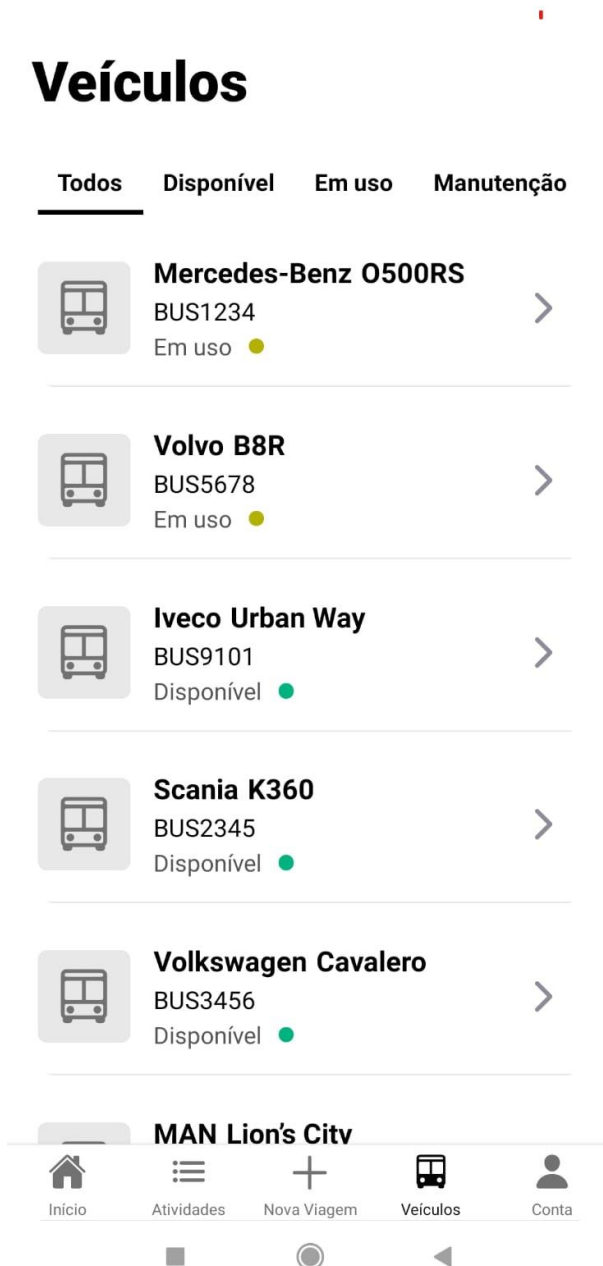 Veículos
Todos Disponível Em uso Manutenção
Mercedes-Benz O500RS
BUS1234
Em uso
Volvo B8R
BUS5678
Em uso
Iveco Urban Way
BUS9101
Disponível
Scania K360
BUS2345
Disponível
Volkswagen Cavalero
BUS3456
Disponível
MAN Lion's City
Início Atividades Nova Viagem Veículos Conta